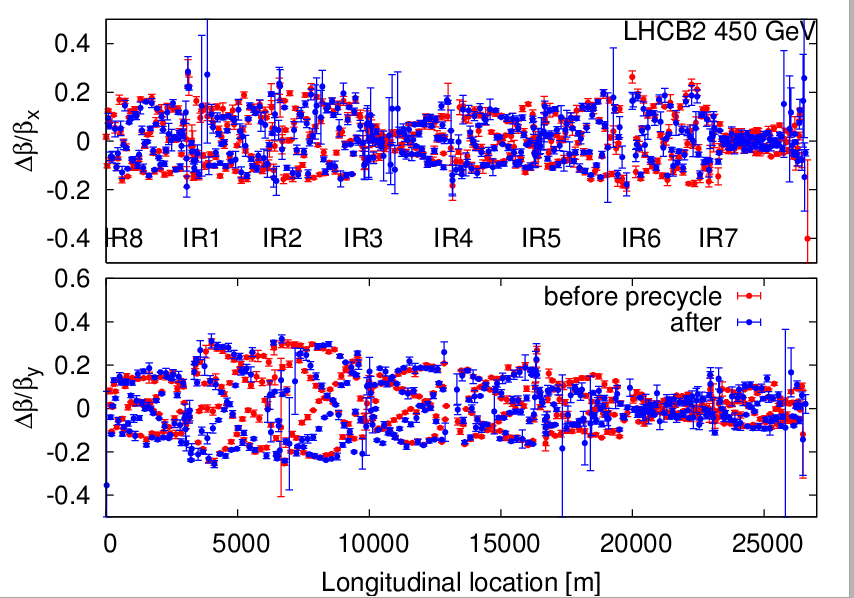 LHCB2 450 GeV
0.4
0.2
0
-0.2
-0.4
Δβ/βx
IR8 IR1 IR2 IR3 IR4 IR5 IR6 IR7
0.6
0.4
0.2
0
-0.2
-0.4
Δβ/βy
before precycle
after
0 5000 10000 15000 20000 25000
Longitudinal location [m]